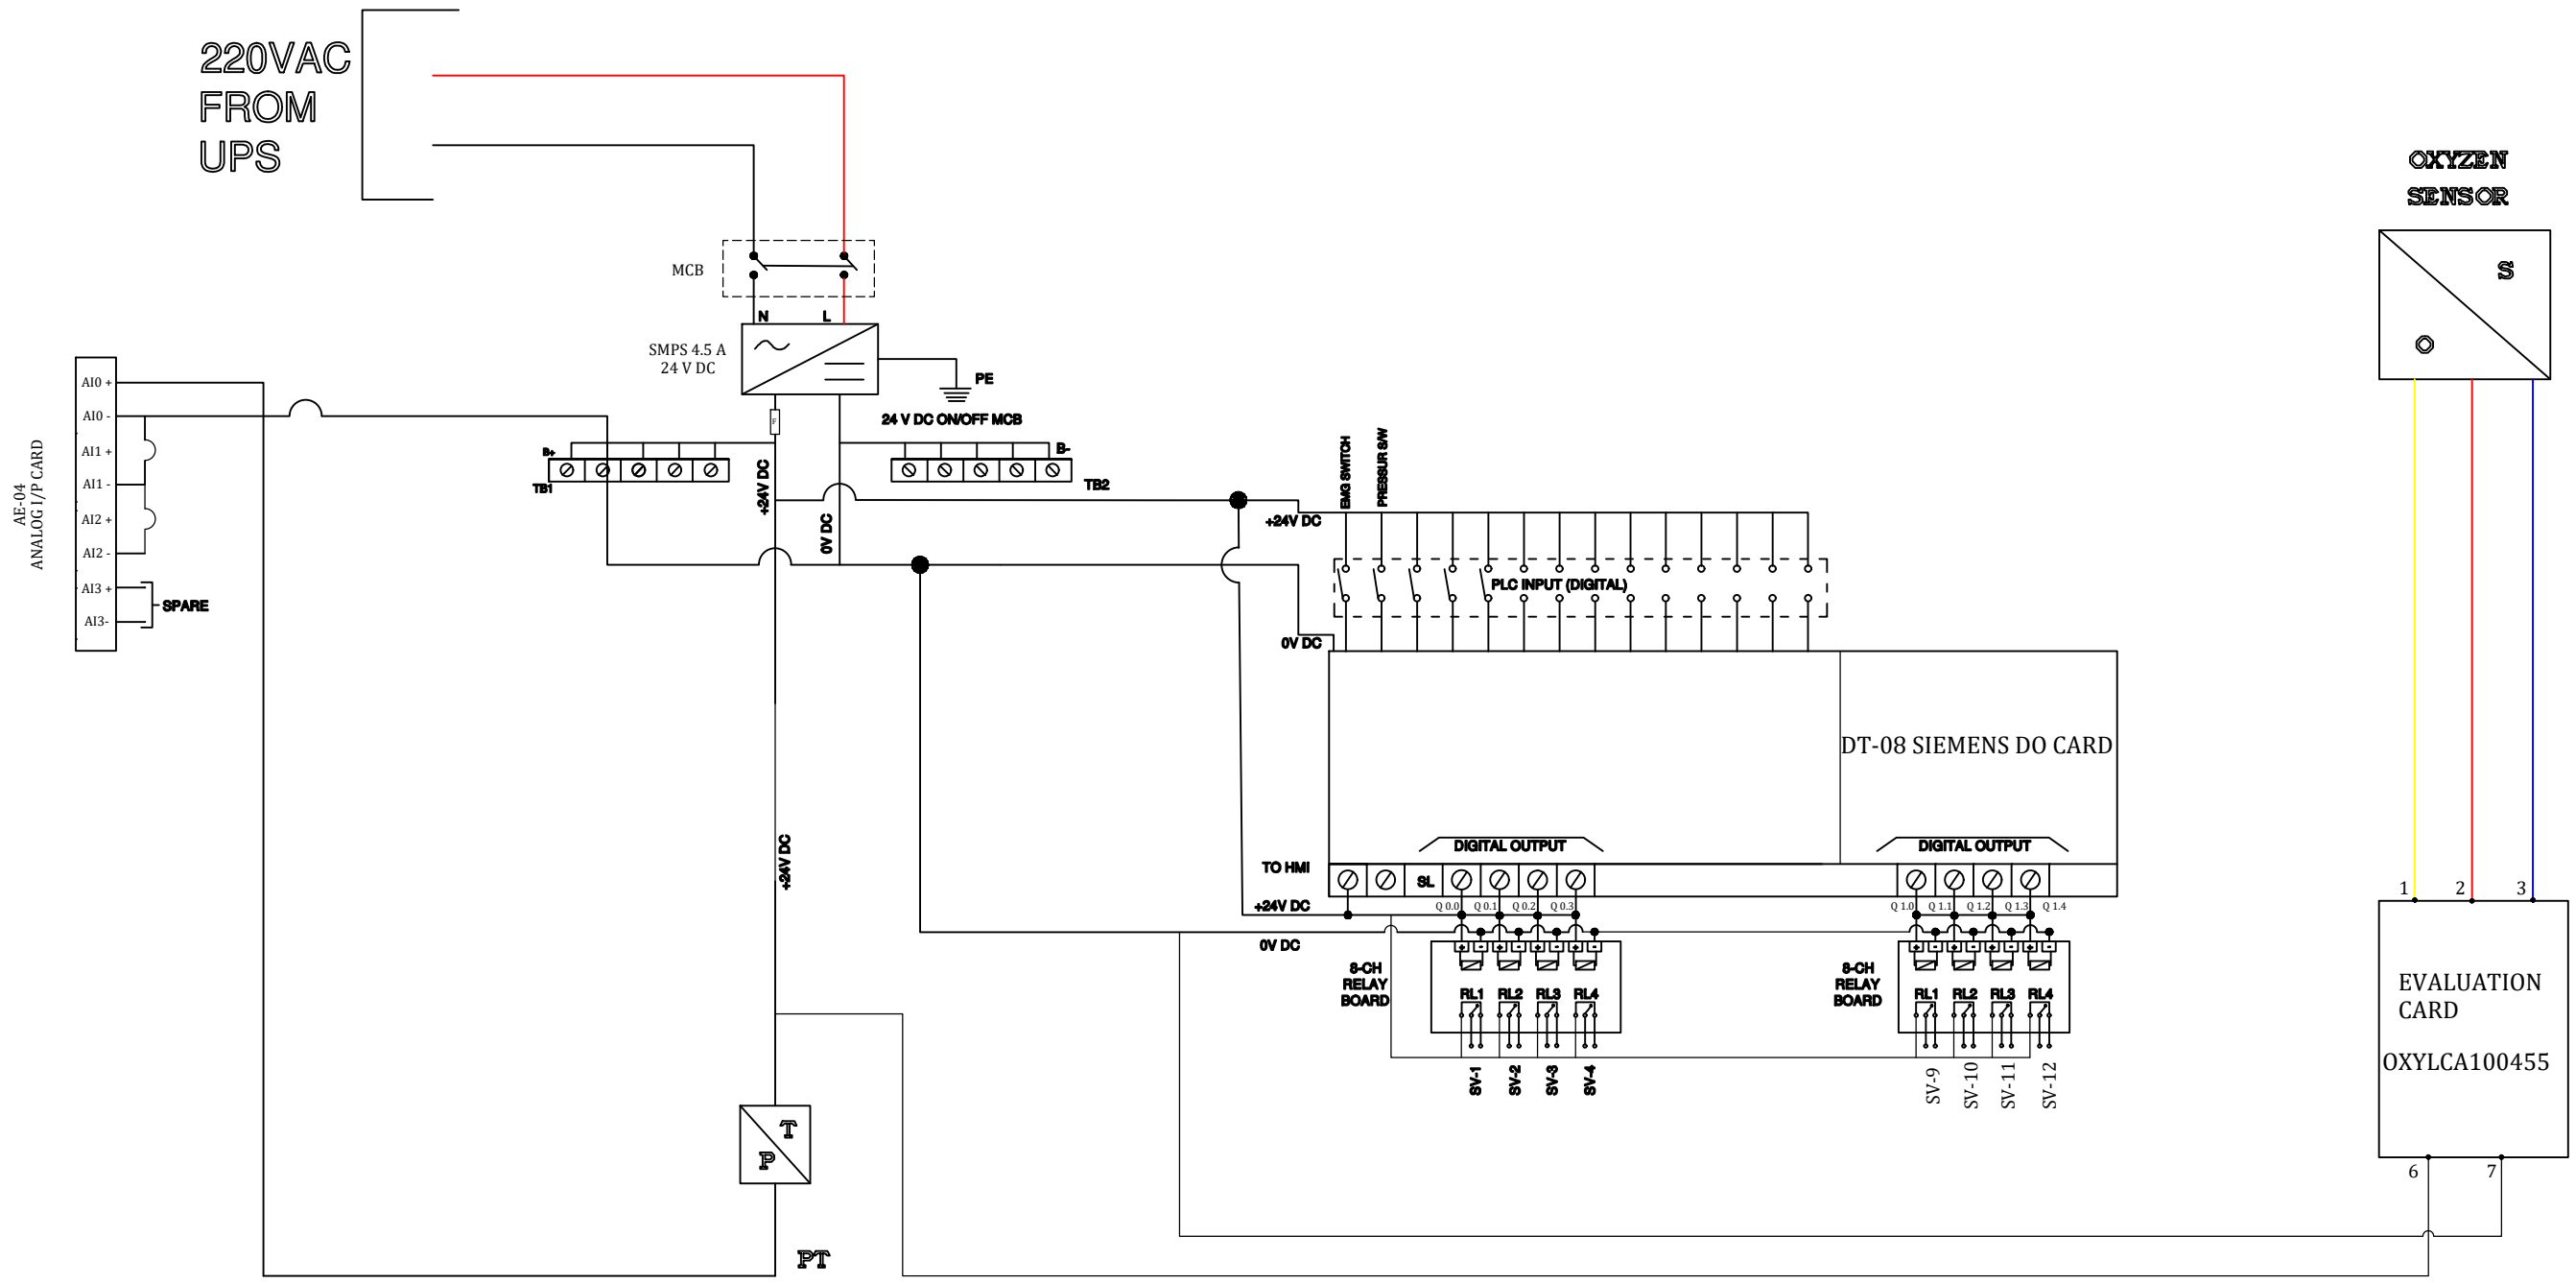 220VAC
FROM
UPS
OXYZEN
SENSOR
S
O
MCB
N
L
SMPS 4.5 A
24 V DC
PE
24 V DC ON/OFF MCB
F
B+
TB1
B-
TB2
+24V DC
0V DC
AE-04
ANALOG I/P CARD
AI0 +
AI0 -
AI1 +
AI1 -
AI2 +
AI2 -
AI3 +
AI3-
SPARE
EMG SWITCH
PRESSUR S/W
+24V DC
PLC INPUT (DIGITAL)
0V DC
DT-08 SIEMENS DO CARD
+24V DC
DIGITAL OUTPUT
DIGITAL OUTPUT
TO HMI
SL
+24V DC
Q 0.0
Q 0.1
Q 0.2
Q 0.3
Q 1.0
Q 1.1
Q 1.2
Q 1.3
Q 1.4
0V DC
+ - + - + - + -
+ - + - + - + -
8-CH
RELAY
BOARD
RL1
RL2
RL3
RL4
8-CH
RELAY
BOARD
RL1
RL2
RL3
RL4
SV-1
SV-2
SV-3
SV-4
SV-9
SV-10
SV-11
SV-12
1
2
3
EVALUATION
CARD
OXYLCA100455
6
7
T
P
PT